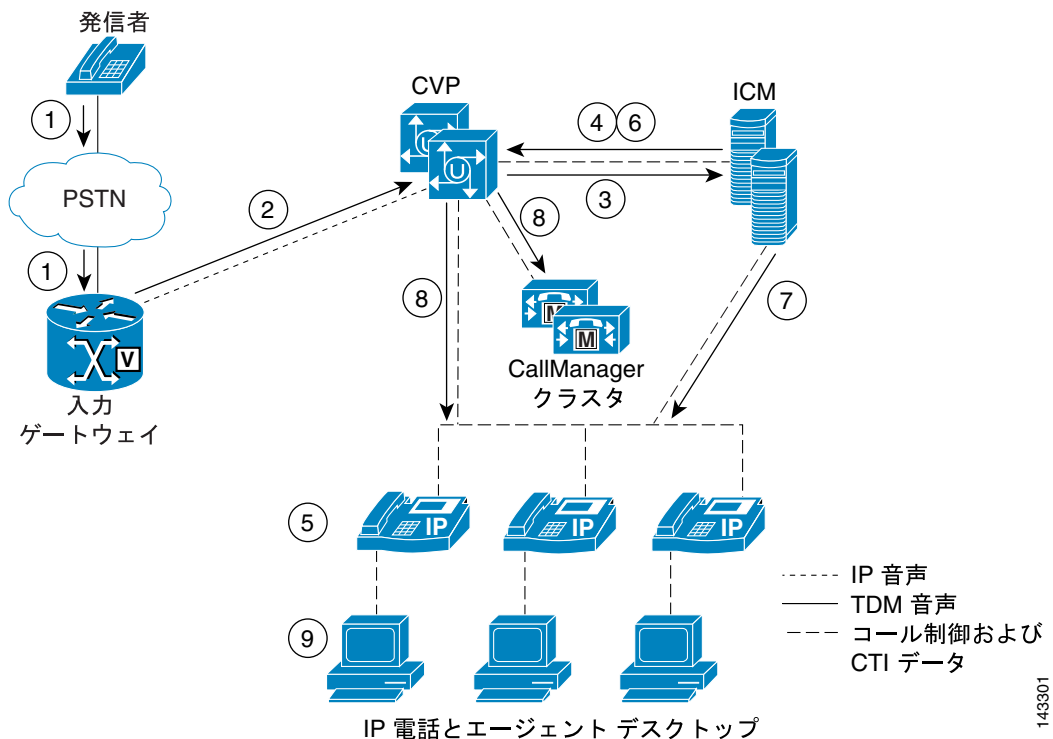 発信者
CVP
ICM
1
4 6
PSTN
2
3
8
1
8
7
M
M
V
U
U
CallManager
クラスタ
入力
ゲートウェイ
5
IP
IP
IP
IP 音声
TDM 音声
9
コール制御および
CTI データ
IP 電話とエージェント デスクトップ
143301